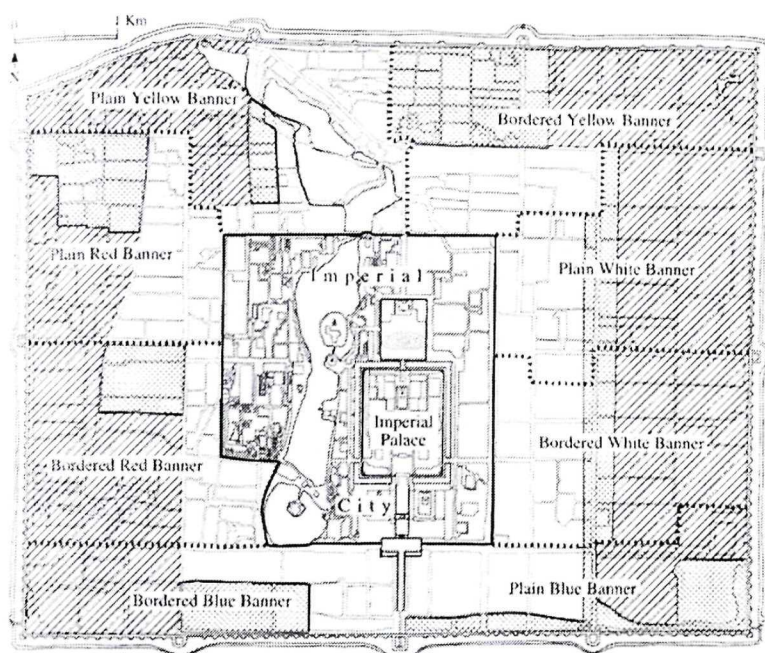 Km
N
Plain Yellow Banner
Bordered Yellow Banner
Plain Red Banner
Imperial
Plain White Banner
Imperial
Palace
Bordered Red Banner
Bordered White Banner
City
Bordered Blue Banner
Plain Blue Banner